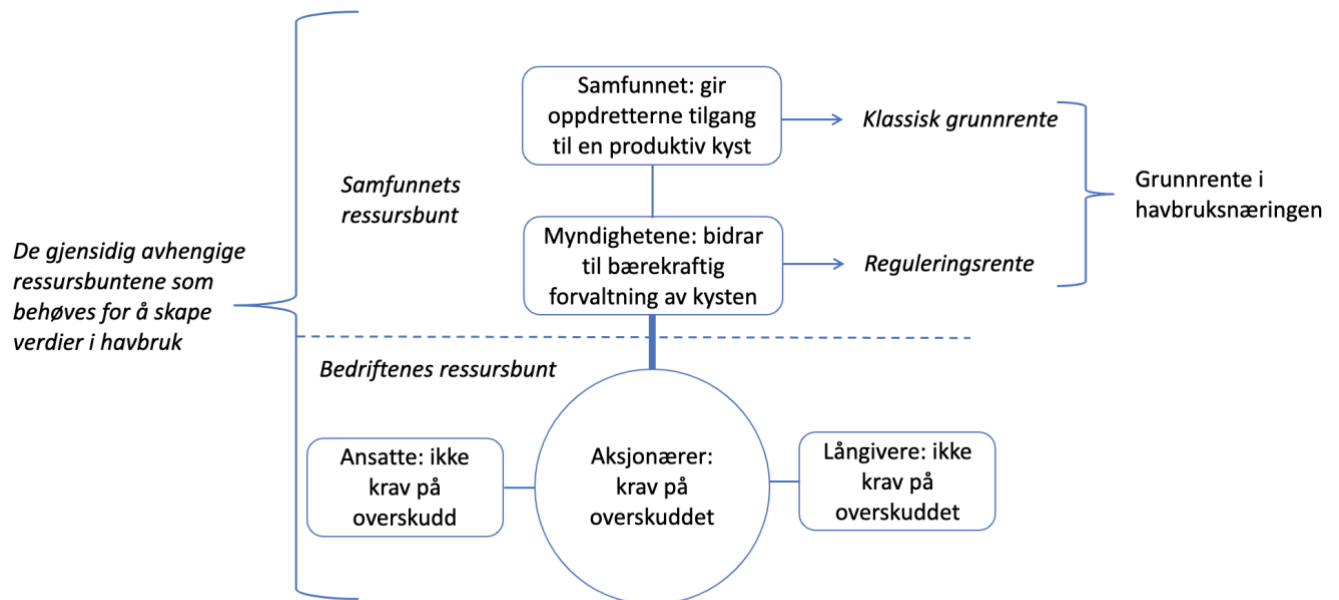 Samfunnet: gir
oppdretterne tilgang
til en produktiv kyst
Klassisk grunnrente
Samfunnets
ressursbunt
Grunnrente i
havbruksnæringen
De gjensidig avhengige
ressursbuntene som
behøves for å skape
verdier i havbruk
Myndighetene: bidrar
til bærekraftig
forvaltning av kysten
Reguleringsrente
Bedriftenes ressursbunt
Ansatte: ikke
krav på
overskudd
Aksjonærer:
krav på
overskuddet
Långivere: ikke
krav på
overskuddet